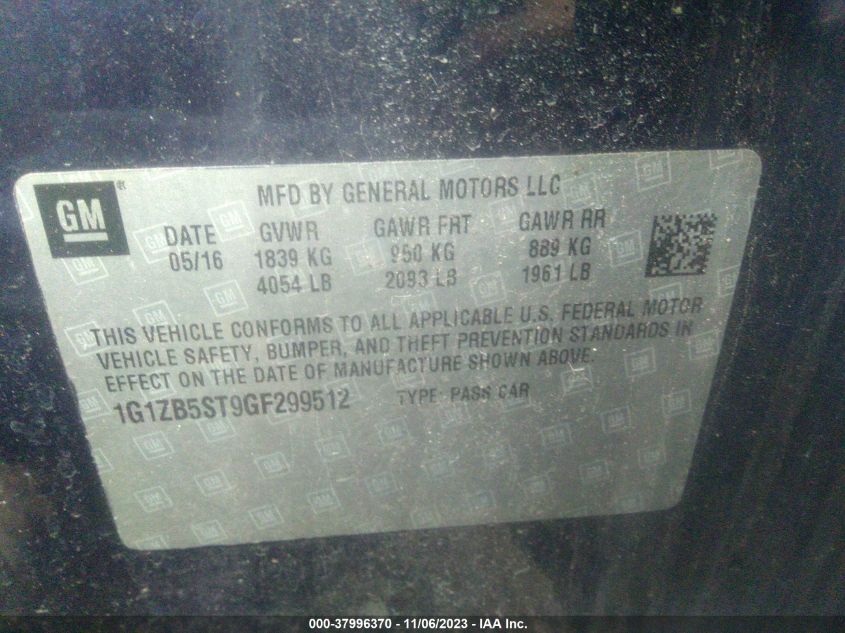 GM ® MFD BY GENERAL MOTORS LLC
DATE GVWR GAWR FRT GAWR RR
05/16 1839 KG 950 KG 889 KG
4054 LB 2093 LB 1961 LB
THIS VEHICLE CONFORMS TO ALL APPLICABLE U.S. FEDERAL MOTOR
VEHICLE SAFETY, BUMPER, AND THEFT PREVENTION STANDARDS IN
EFFECT ON THE DATE OF MANUFACTURE SHOWN ABOVE.
1G1ZB5ST9GF299512 TYPE: PASS CAR
000-37996370 - 11/06/2023 - IAA Inc.